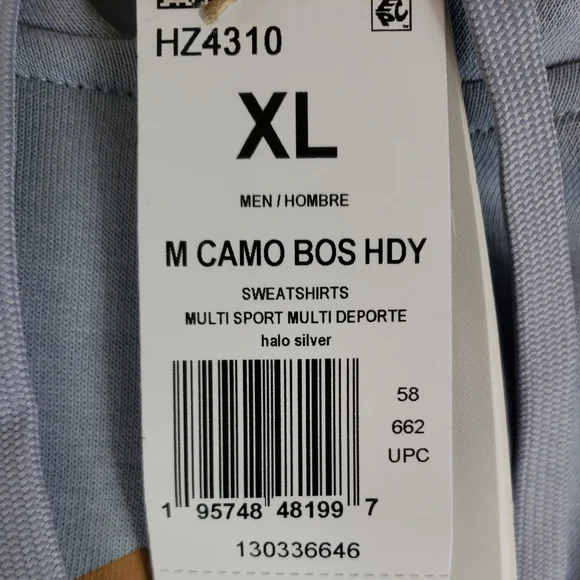 HZ4310
XL
MEN / HOMBRE
M CAMO BOS HDY
SWEATSHIRTS
MULTI SPORT MULTI DEPORTE
halo silver
58
662
UPC
1 95748 48199 7
130336646